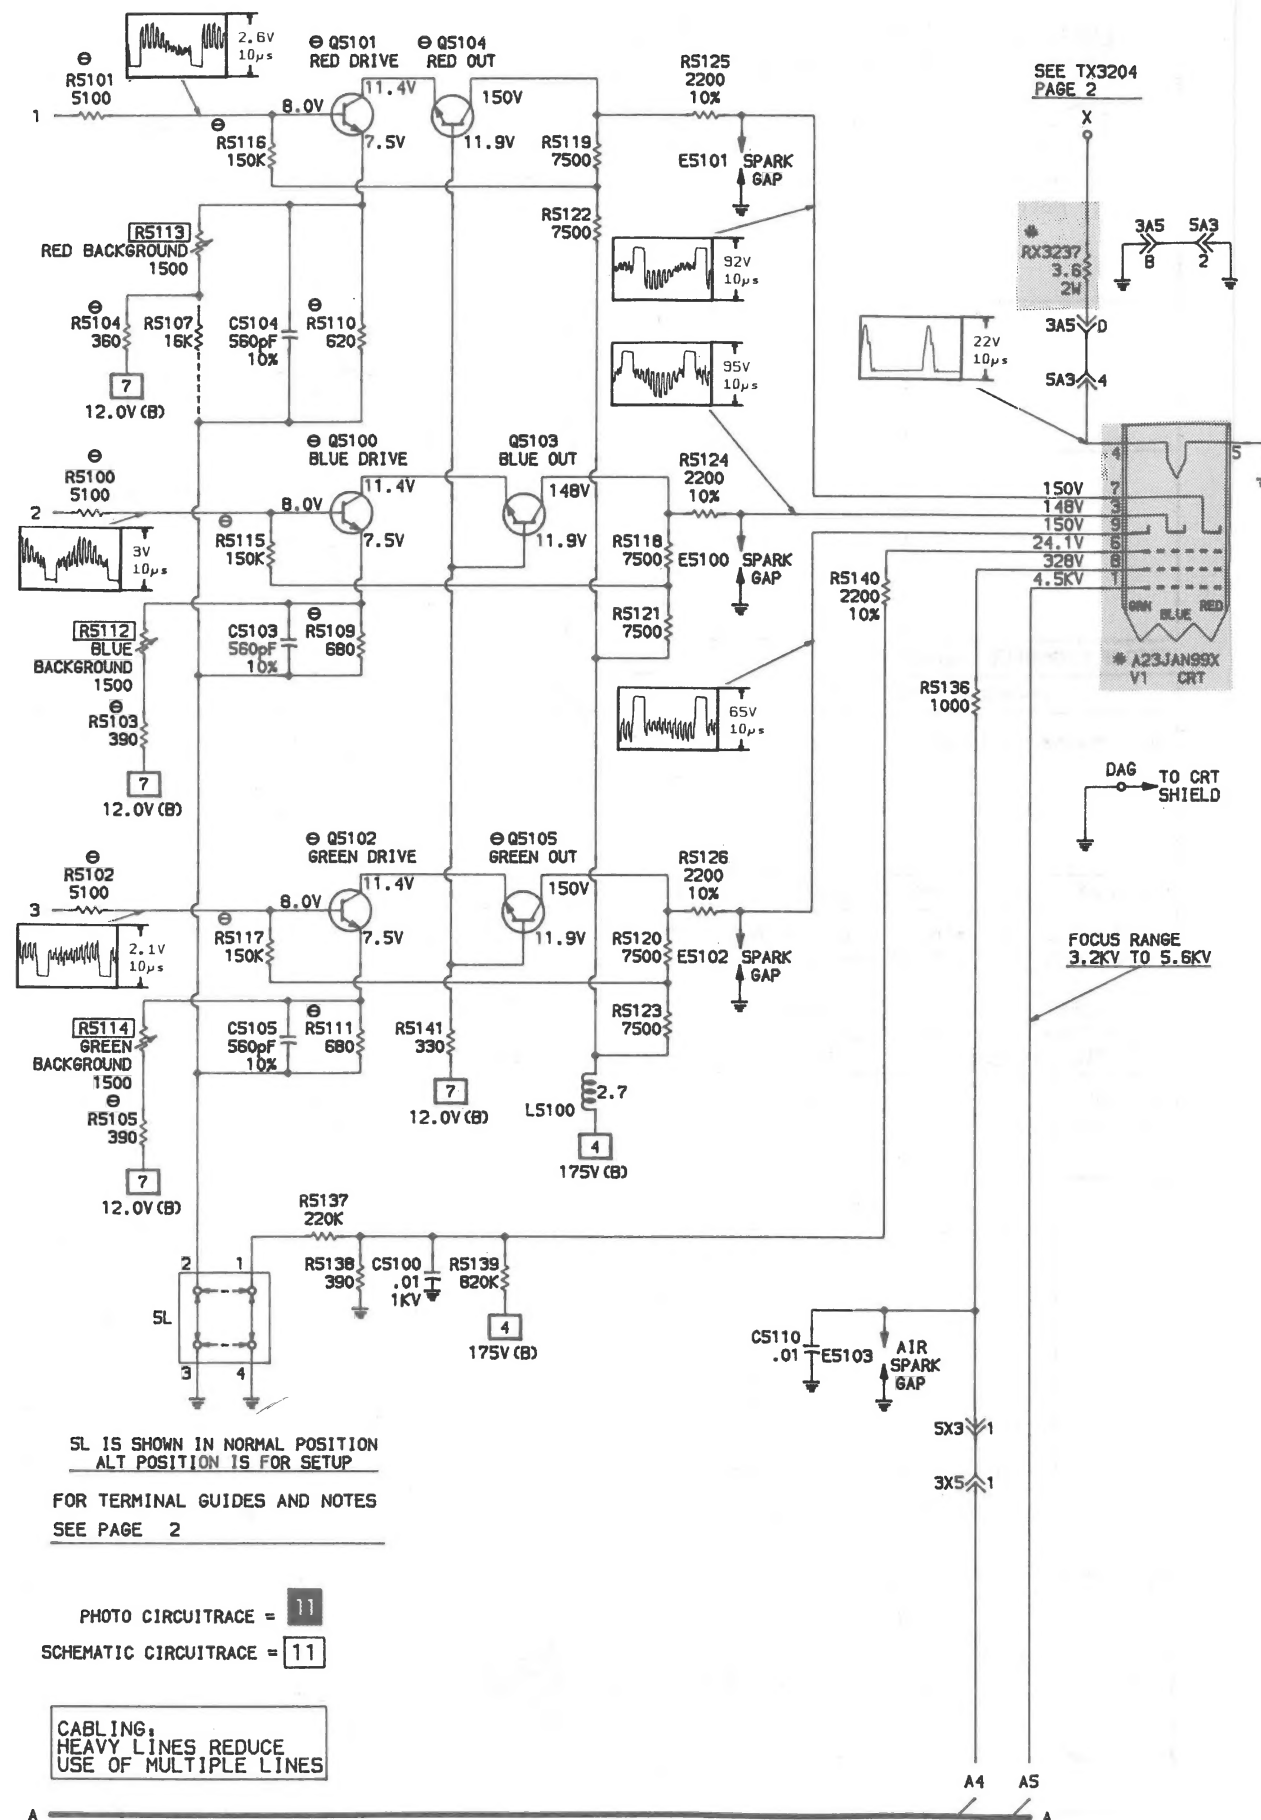 2.6V
10µs
⊖
R5101
5100
1
⊖ Q5101
RED DRIVE
⊖ Q5104
RED OUT
11.4V
150V
8.0V
7.5V
11.9V
⊖
R5116
150K
R5125
2200
10%
R5119
7500
E5101
SPARK
GAP
R5122
7500
SEE TX3204
PAGE 2
X
*
RX3237
3.6
2W
3A5
B
5A3
2
3A5 D
5A3 4
R5113
RED BACKGROUND
1500
⊖
R5104
360
R5107
16K
C5104
560pF
10%
⊖
R5110
620
7
12.0V(B)
92V
10µs
95V
10µs
22V
10µs
⊖
R5100
5100
2
3V
10µs
⊖ Q5100
BLUE DRIVE
Q5103
BLUE OUT
11.4V
148V
8.0V
7.5V
11.9V
⊖
R5115
150K
R5124
2200
10%
R5118
7500
E5100
SPARK
GAP
R5121
7500
R5112
BLUE
BACKGROUND
1500
C5103
560pF
10%
⊖
R5109
680
⊖
R5103
390
7
12.0V(B)
4
5
150V 7
148V 3
150V 9
24.1V 6
328V 8
4.5KV 1
GRN BLUE RED
* A23JAN99X
V1 CRT
R5140
2200
10%
R5136
1000
65V
10µs
DAG
TO CRT
SHIELD
⊖
R5102
5100
3
2.1V
10µs
⊖ Q5102
GREEN DRIVE
⊖ Q5105
GREEN OUT
11.4V
150V
8.0V
7.5V
11.9V
⊖
R5117
150K
R5126
2200
10%
R5120
7500
E5102
SPARK
GAP
R5123
7500
FOCUS RANGE
3.2KV TO 5.6KV
R5114
GREEN
BACKGROUND
1500
C5105
560pF
10%
⊖
R5111
680
R5141
330
7
12.0V(B)
⊖
R5105
390
7
12.0V(B)
L5100
2.7
4
175V(B)
R5137
220K
R5138
390
C5100
.01
1KV
R5139
820K
4
175V(B)
2 1
5L
3 4
C5110
.01
E5103
AIR
SPARK
GAP
5X3 1
3X5 1
5L IS SHOWN IN NORMAL POSITION
ALT POSITION IS FOR SETUP
FOR TERMINAL GUIDES AND NOTES
SEE PAGE 2
PHOTO CIRCUITRACE = 11
SCHEMATIC CIRCUITRACE = 11
CABLING:
HEAVY LINES REDUCE
USE OF MULTIPLE LINES
A4 A5
A A